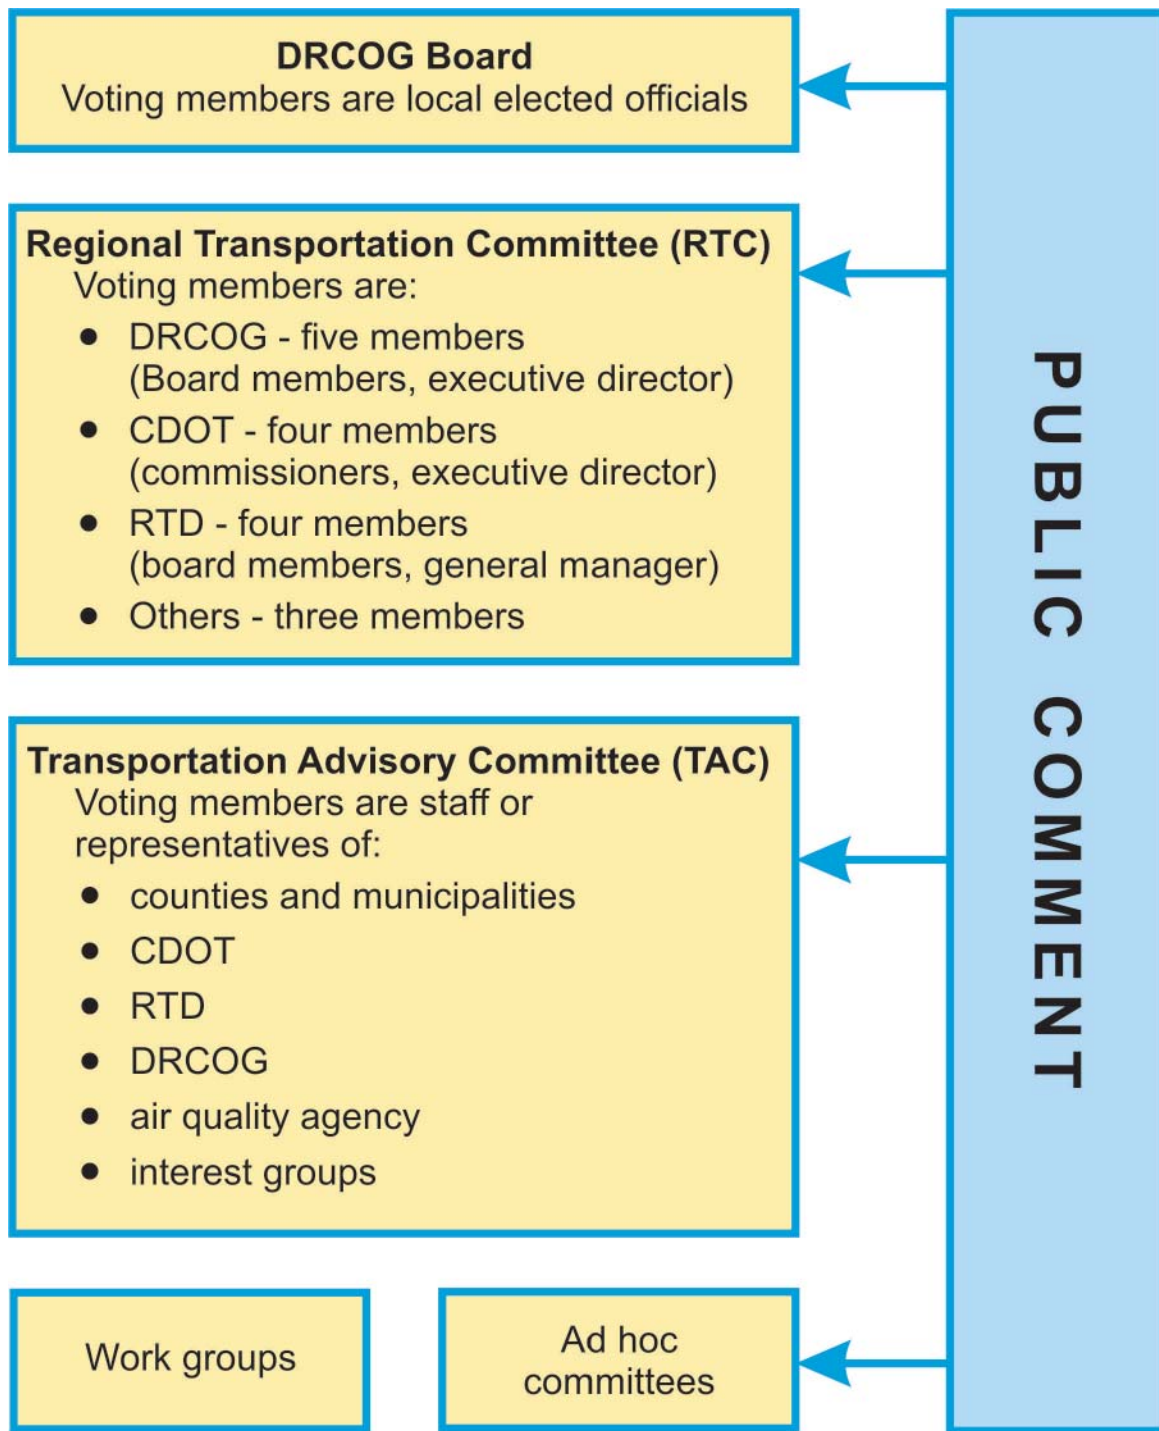 DRCOG Board
Voting members are local elected officials
Regional Transportation Committee (RTC)
Voting members are:
● DRCOG - five members
(Board members, executive director)
● CDOT - four members
(commissioners, executive director)
● RTD - four members
(board members, general manager)
● Others - three members
Transportation Advisory Committee (TAC)
Voting members are staff or
representatives of:
● counties and municipalities
● CDOT
● RTD
● DRCOG
● air quality agency
● interest groups
Work groups
Ad hoc
committees
PUBLIC COMMENT